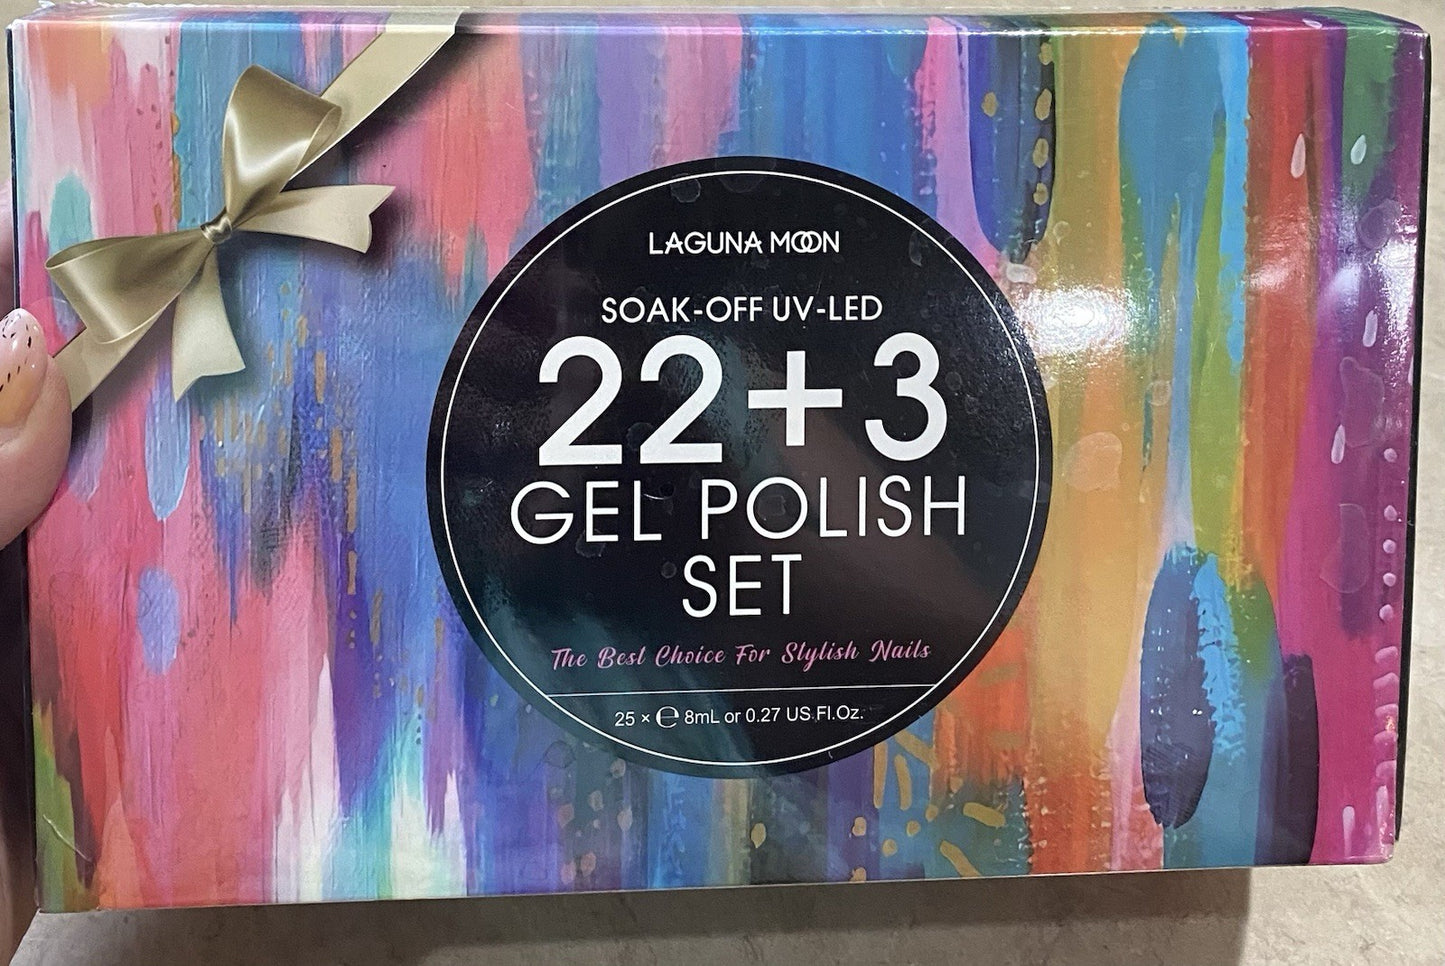 LAGUNA MOON
SOAK-OFF UV-LED
22+3
GEL POLISH
SET
The Best Choice For Stylish Nails
25 × ℮ 8mL or 0.27 US Fl.Oz.